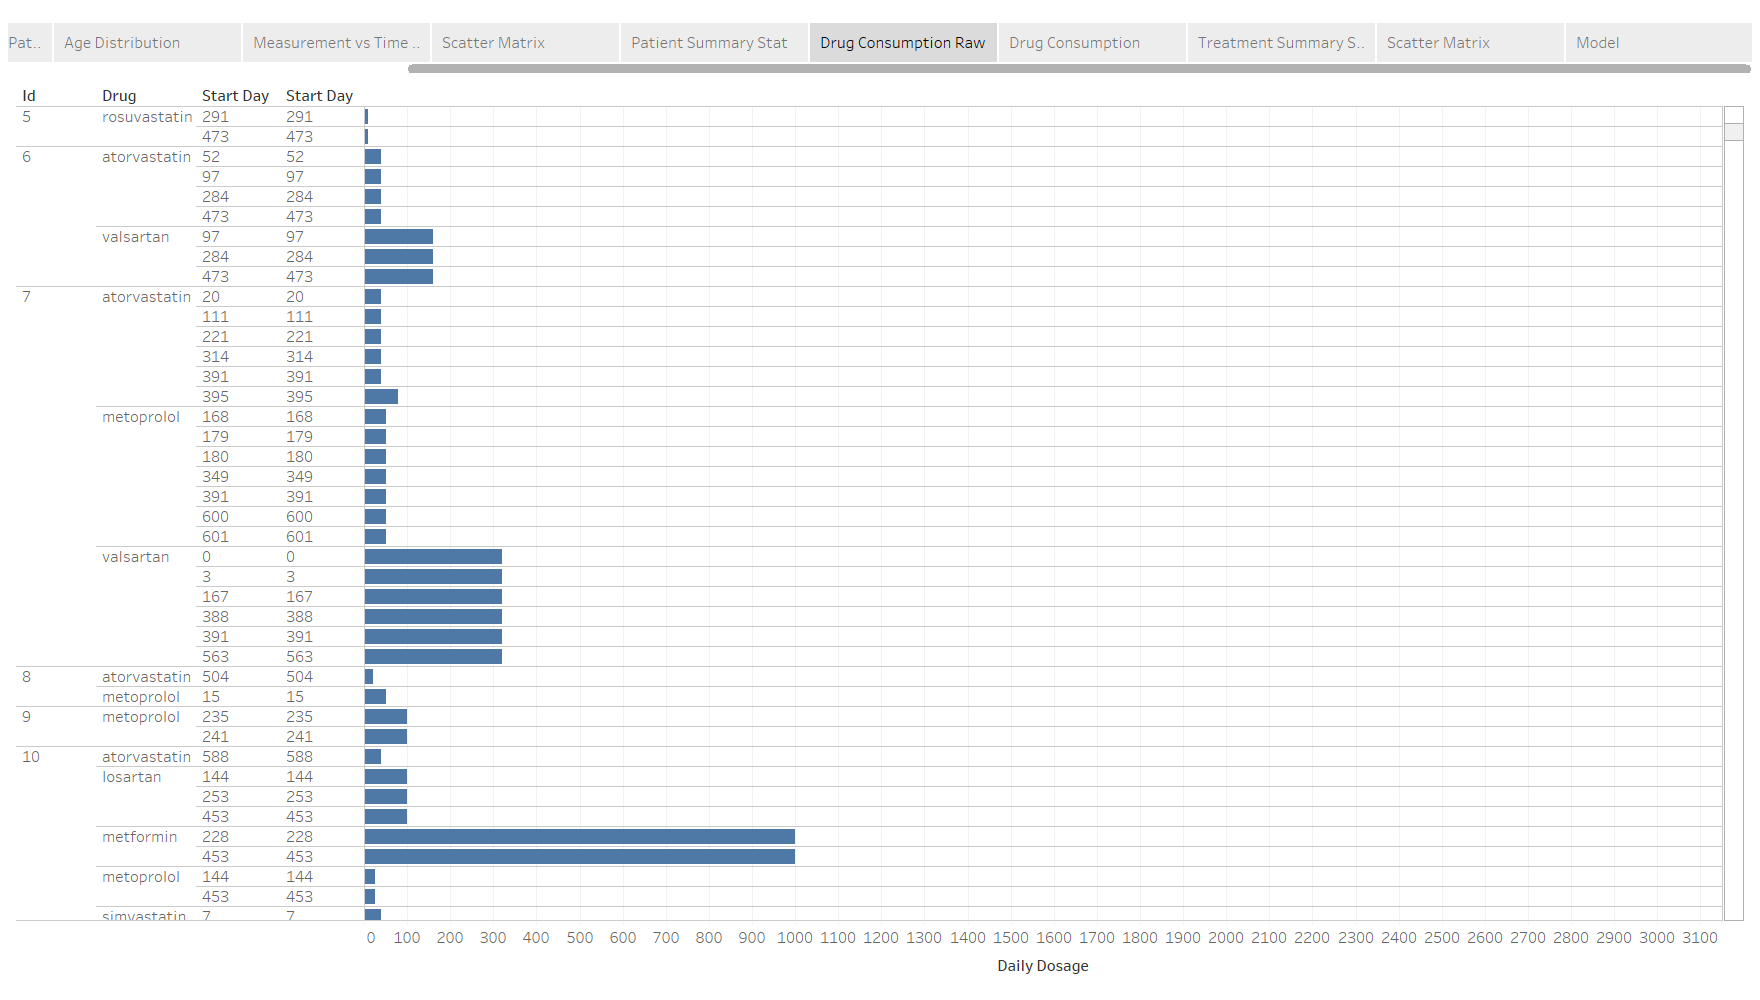 Pat.. Age Distribution Measurement vs Time .. Scatter Matrix Patient Summary Stat Drug Consumption Raw Drug Consumption Treatment Summary S.. Scatter Matrix Model
Id Drug Start Day Start Day
5 rosuvastatin 291 291
473 473
6 atorvastatin 52 52
97 97
284 284
473 473
valsartan 97 97
284 284
473 473
7 atorvastatin 20 20
111 111
221 221
314 314
391 391
395 395
metoprolol 168 168
179 179
180 180
349 349
391 391
600 600
601 601
valsartan 0 0
3 3
167 167
388 388
391 391
563 563
8 atorvastatin 504 504
metoprolol 15 15
9 metoprolol 235 235
241 241
10 atorvastatin 588 588
losartan 144 144
253 253
453 453
metformin 228 228
453 453
metoprolol 144 144
453 453
simvastatin 7 7
0 100 200 300 400 500 600 700 800 900 1000 1100 1200 1300 1400 1500 1600 1700 1800 1900 2000 2100 2200 2300 2400 2500 2600 2700 2800 2900 3000 3100
Daily Dosage